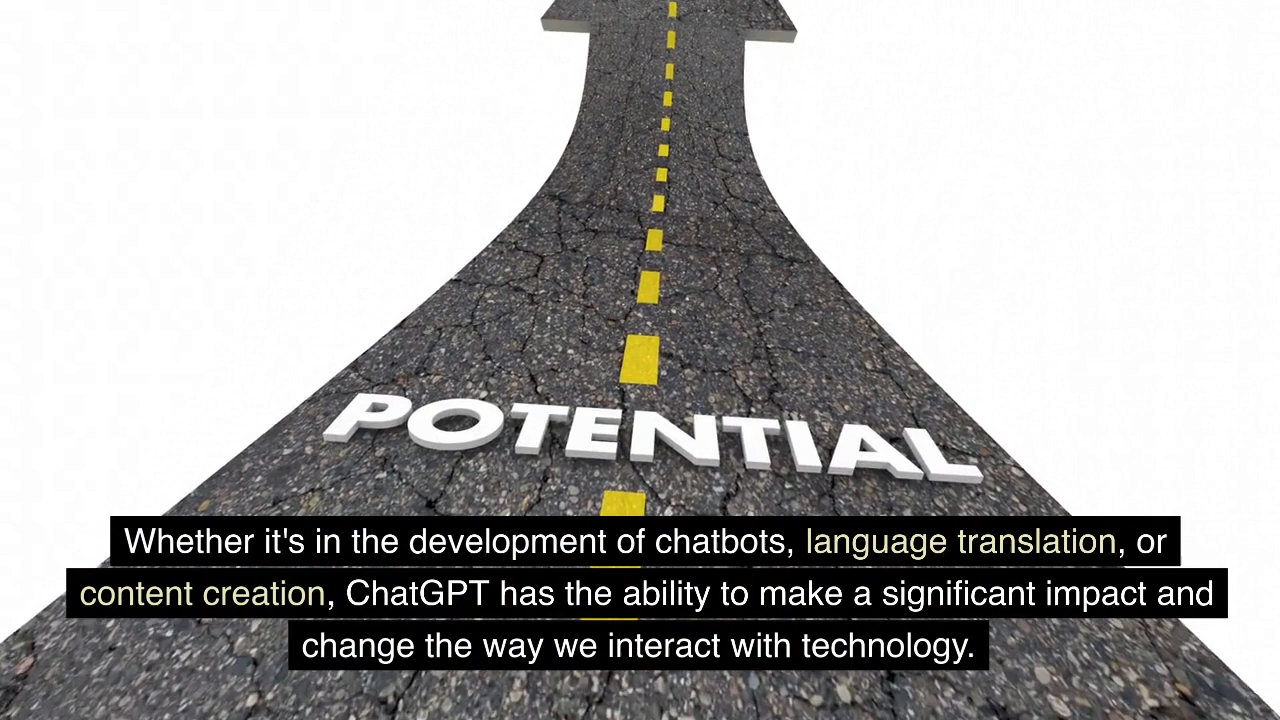 POTENTIAL
Whether it's in the development of chatbots, language translation, or
content creation, ChatGPT has the ability to make a significant impact and
change the way we interact with technology.